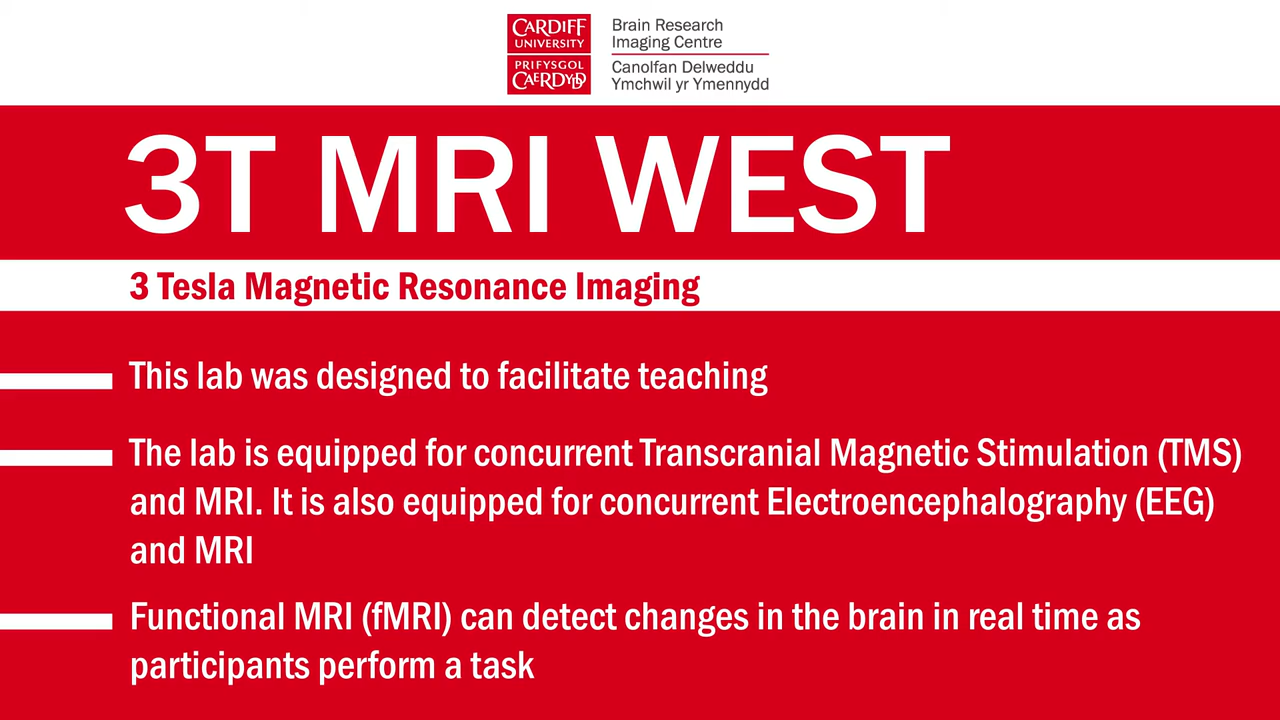 CARDIFF
UNIVERSITY
PRIFYSGOL
CAERDYDD
Brain Research
Imaging Centre
Canolfan Delweddu
Ymchwil yr Ymennydd
3T MRI WEST
3 Tesla Magnetic Resonance Imaging
This lab was designed to facilitate teaching
The lab is equipped for concurrent Transcranial Magnetic Stimulation (TMS)
and MRI. It is also equipped for concurrent Electroencephalography (EEG)
and MRI
Functional MRI (fMRI) can detect changes in the brain in real time as
participants perform a task